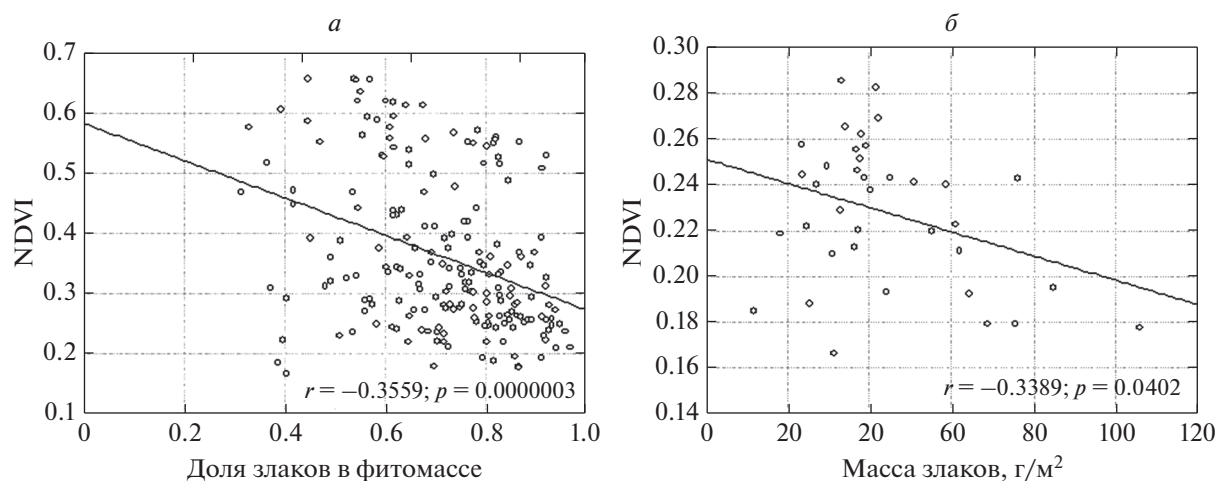 а
NDVI
0.7
0.6
0.5
0.4
0.3
0.2
0.1
0 0.2 0.4 0.6 0.8 1.0
r = −0.3559; p = 0.0000003
Доля злаков в фитомассе
б
NDVI
0.30
0.28
0.26
0.24
0.22
0.20
0.18
0.16
0.14
0 20 20 60 80 100 120
r = −0.3389; p = 0.0402
Масса злаков, г/м²